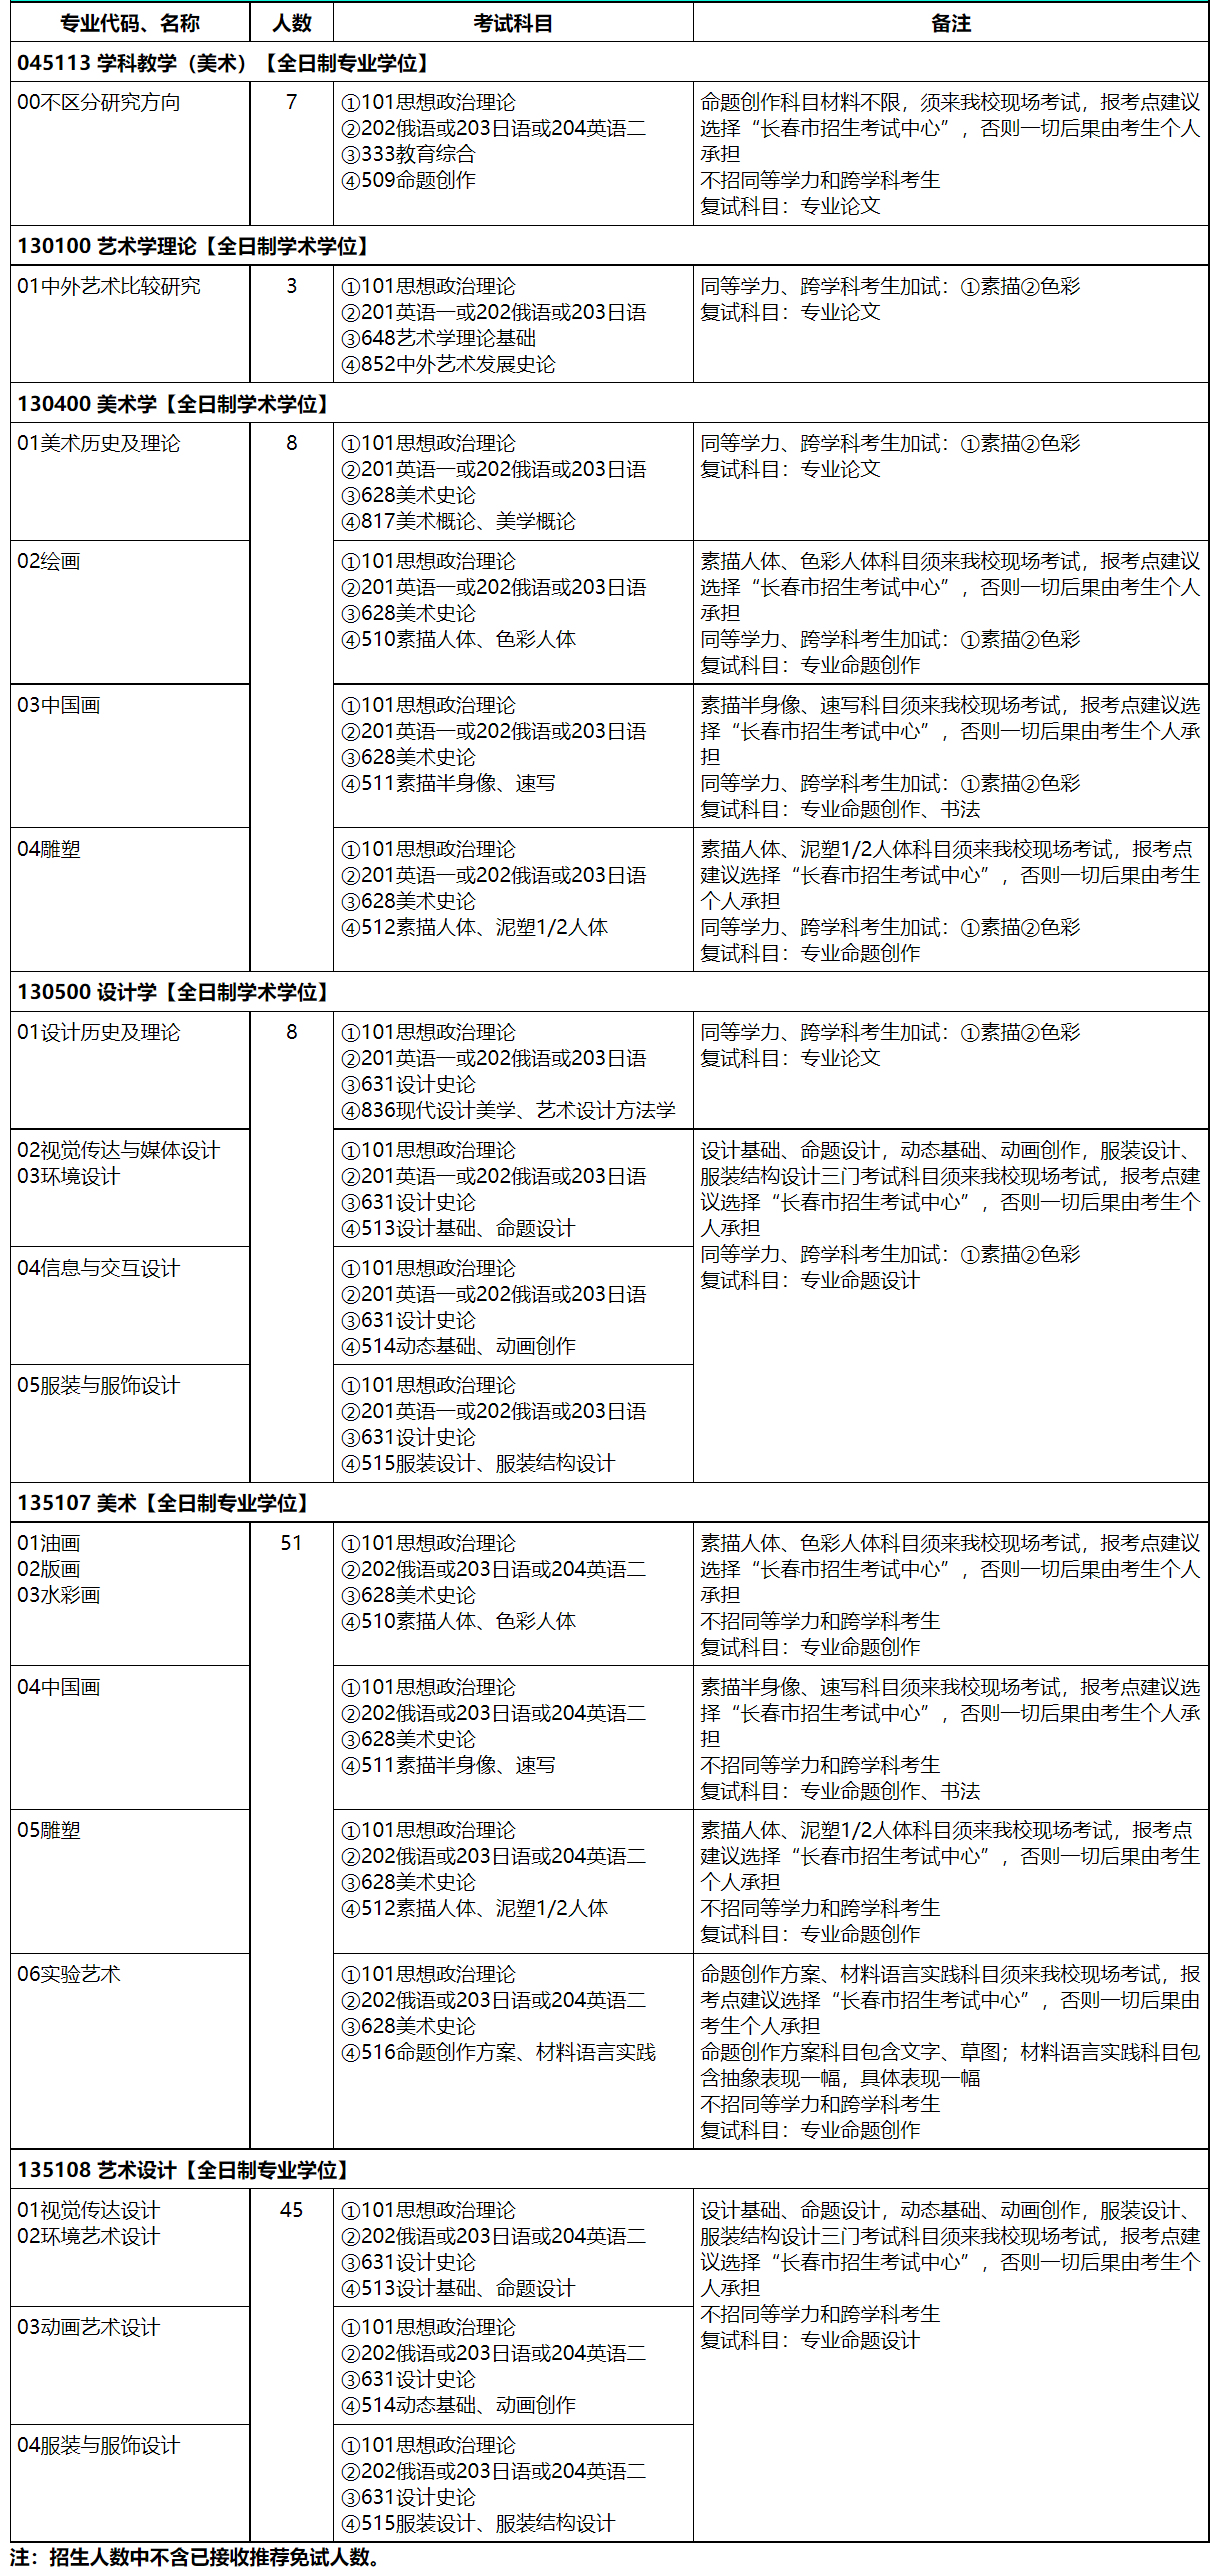 专业代码、名称 人数 考试科目 备注
045113 学科教学（美术）【全日制专业学位】
00不区分研究方向
7
①101思想政治理论
②202俄语或203日语或204英语二
③333教育综合
④509命题创作
命题创作科目材料不限，须来我校现场考试，报考点建议
选择“长春市招生考试中心”，否则一切后果由考生个人
承担
不招同等学力和跨学科考生
复试科目：专业论文
130100 艺术学理论【全日制学术学位】
01中外艺术比较研究
3
①101思想政治理论
②201英语一或202俄语或203日语
③648艺术学理论基础
④852中外艺术发展史论
同等学力、跨学科考生加试：①素描②色彩
复试科目：专业论文
130400 美术学【全日制学术学位】
01美术历史及理论
8
①101思想政治理论
②201英语一或202俄语或203日语
③628美术史论
④817美术概论、美学概论
同等学力、跨学科考生加试：①素描②色彩
复试科目：专业论文
02绘画
①101思想政治理论
②201英语一或202俄语或203日语
③628美术史论
④510素描人体、色彩人体
素描人体、色彩人体科目须来我校现场考试，报考点建议
选择“长春市招生考试中心”，否则一切后果由考生个人
承担
同等学力、跨学科考生加试：①素描②色彩
复试科目：专业命题创作
03中国画
①101思想政治理论
②201英语一或202俄语或203日语
③628美术史论
④511素描半身像、速写
素描半身像、速写科目须来我校现场考试，报考点建议选
择“长春市招生考试中心”，否则一切后果由考生个人承
担
同等学力、跨学科考生加试：①素描②色彩
复试科目：专业命题创作、书法
04雕塑
①101思想政治理论
②201英语一或202俄语或203日语
③628美术史论
④512素描人体、泥塑1/2人体
素描人体、泥塑1/2人体科目须来我校现场考试，报考点
建议选择“长春市招生考试中心”，否则一切后果由考生
个人承担
同等学力、跨学科考生加试：①素描②色彩
复试科目：专业命题创作
130500 设计学【全日制学术学位】
01设计历史及理论
8
①101思想政治理论
②201英语一或202俄语或203日语
③631设计史论
④836现代设计美学、艺术设计方法学
同等学力、跨学科考生加试：①素描②色彩
复试科目：专业论文
02视觉传达与媒体设计
03环境设计
①101思想政治理论
②201英语一或202俄语或203日语
③631设计史论
④513设计基础、命题设计
设计基础、命题设计，动态基础、动画创作，服装设计、
服装结构设计三门考试科目须来我校现场考试，报考点建
议选择“长春市招生考试中心”，否则一切后果由考生个
人承担
同等学力、跨学科考生加试：①素描②色彩
复试科目：专业命题设计
04信息与交互设计
①101思想政治理论
②201英语一或202俄语或203日语
③631设计史论
④514动态基础、动画创作
05服装与服饰设计
①101思想政治理论
②201英语一或202俄语或203日语
③631设计史论
④515服装设计、服装结构设计
135107 美术【全日制专业学位】
01油画
02版画
03水彩画
51
①101思想政治理论
②202俄语或203日语或204英语二
③628美术史论
④510素描人体、色彩人体
素描人体、色彩人体科目须来我校现场考试，报考点建议
选择“长春市招生考试中心”，否则一切后果由考生个人
承担
不招同等学力和跨学科考生
复试科目：专业命题创作
04中国画
①101思想政治理论
②202俄语或203日语或204英语二
③628美术史论
④511素描半身像、速写
素描半身像、速写科目须来我校现场考试，报考点建议选
择“长春市招生考试中心”，否则一切后果由考生个人承
担
不招同等学力和跨学科考生
复试科目：专业命题创作、书法
05雕塑
①101思想政治理论
②202俄语或203日语或204英语二
③628美术史论
④512素描人体、泥塑1/2人体
素描人体、泥塑1/2人体科目须来我校现场考试，报考点
建议选择“长春市招生考试中心”，否则一切后果由考生
个人承担
不招同等学力和跨学科考生
复试科目：专业命题创作
06实验艺术
①101思想政治理论
②202俄语或203日语或204英语二
③628美术史论
④516命题创作方案、材料语言实践
命题创作方案、材料语言实践科目须来我校现场考试，报
考点建议选择“长春市招生考试中心”，否则一切后果由
考生个人承担
命题创作方案科目包含文字、草图；材料语言实践科目包
含抽象表现一幅，具体表现一幅
不招同等学力和跨学科考生
复试科目：专业命题创作
135108 艺术设计【全日制专业学位】
01视觉传达设计
02环境艺术设计
45
①101思想政治理论
②202俄语或203日语或204英语二
③631设计史论
④513设计基础、命题设计
设计基础、命题设计，动态基础、动画创作，服装设计、
服装结构设计三门考试科目须来我校现场考试，报考点建
议选择“长春市招生考试中心”，否则一切后果由考生个
人承担
不招同等学力和跨学科考生
复试科目：专业命题设计
03动画艺术设计
①101思想政治理论
②202俄语或203日语或204英语二
③631设计史论
④514动态基础、动画创作
04服装与服饰设计
①101思想政治理论
②202俄语或203日语或204英语二
③631设计史论
④515服装设计、服装结构设计
注：招生人数中不含已接收推荐免试人数。